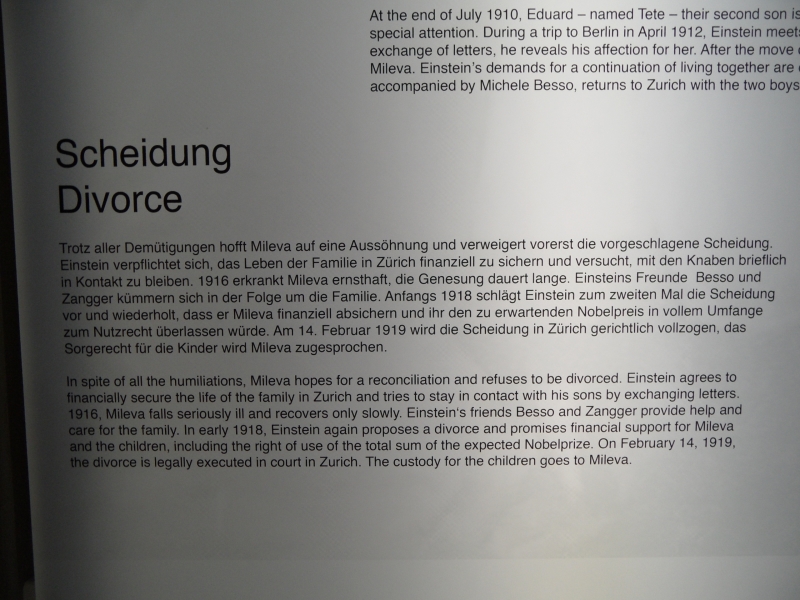 At the end of July 1910, Eduard – named Tete – their second son is
special attention. During a trip to Berlin in April 1912, Einstein meets
exchange of letters, he reveals his affection for her. After the move
Mileva. Einstein's demands for a continuation of living together are
accompanied by Michele Besso, returns to Zurich with the two boys
Scheidung
Divorce
Trotz aller Demütigungen hofft Mileva auf eine Aussöhnung und verweigert vorerst die vorgeschlagene Scheidung.
Einstein verpflichtet sich, das Leben der Familie in Zürich finanziell zu sichern und versucht, mit den Knaben brieflich
in Kontakt zu bleiben. 1916 erkrankt Mileva ernsthaft, die Genesung dauert lange. Einsteins Freunde Besso und
Zangger kümmern sich in der Folge um die Familie. Anfangs 1918 schlägt Einstein zum zweiten Mal die Scheidung
vor und wiederholt, dass er Mileva finanziell absichern und ihr den zu erwartenden Nobelpreis in vollem Umfange
zum Nutzrecht überlassen würde. Am 14. Februar 1919 wird die Scheidung in Zürich gerichtlich vollzogen, das
Sorgerecht für die Kinder wird Mileva zugesprochen.
In spite of all the humiliations, Mileva hopes for a reconciliation and refuses to be divorced. Einstein agrees to
financially secure the life of the family in Zurich and tries to stay in contact with his sons by exchanging letters.
1916, Mileva falls seriously ill and recovers only slowly. Einstein's friends Besso and Zangger provide help and
care for the family. In early 1918, Einstein again proposes a divorce and promises financial support for Mileva
and the children, including the right of use of the total sum of the expected Nobelprize. On February 14, 1919,
the divorce is legally executed in court in Zurich. The custody for the children goes to Mileva.